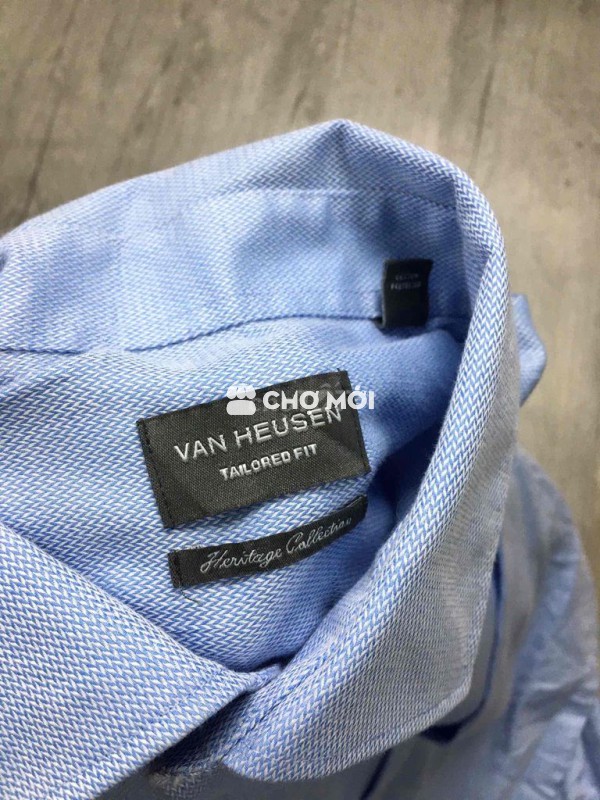 CHỢ MỚI
VAN HEUSEN
TAILORED FIT
Heritage Collection